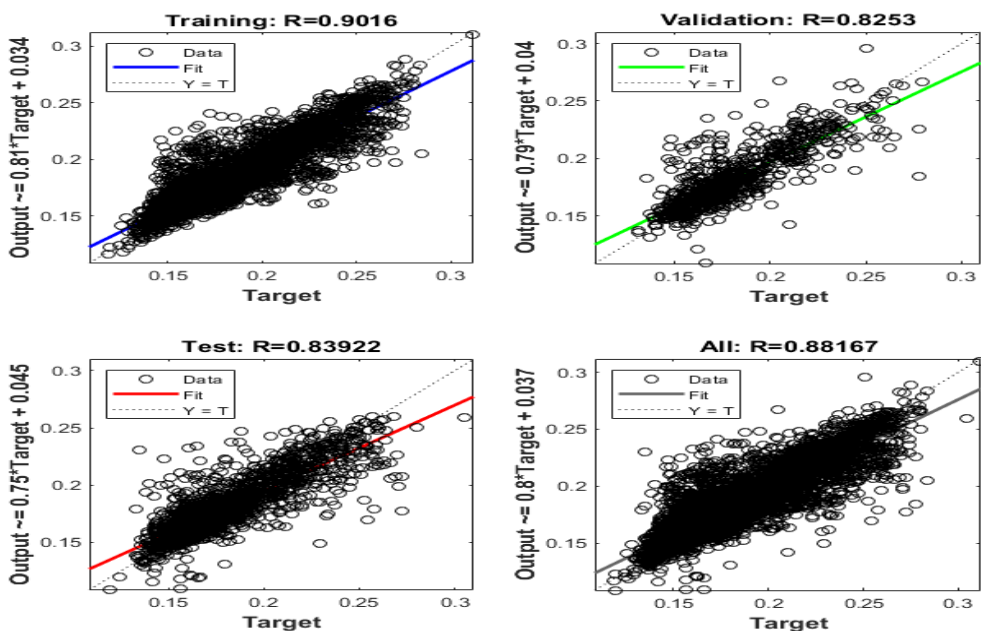 Training: R=0.9016
Output ~= 0.81*Target + 0.034
0.3
0.25
0.2
0.15
Data
Fit
Y = T
0.15 0.2 0.25 0.3
Target
Validation: R=0.8253
Output ~= 0.79*Target + 0.04
0.3
0.25
0.2
0.15
Data
Fit
Y = T
0.15 0.2 0.25 0.3
Target
Test: R=0.83922
Output ~= 0.75*Target + 0.045
0.3
0.25
0.2
0.15
Data
Fit
Y = T
0.15 0.2 0.25 0.3
Target
All: R=0.88167
Output ~= 0.8*Target + 0.037
0.3
0.25
0.2
0.15
Data
Fit
Y = T
0.15 0.2 0.25 0.3
Target